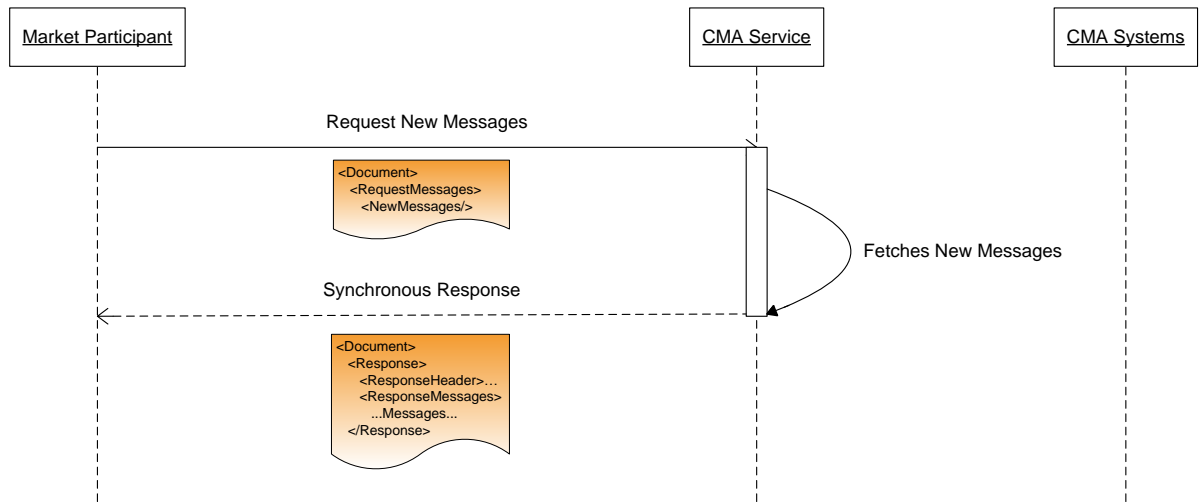 Market Participant
CMA Service
CMA Systems
Request New Messages
<Document>
<RequestMessages>
<NewMessages/>
Fetches New Messages
Synchronous Response
<Document>
<Response>
<ResponseHeader>…
<ResponseMessages>
...Messages...
</Response>